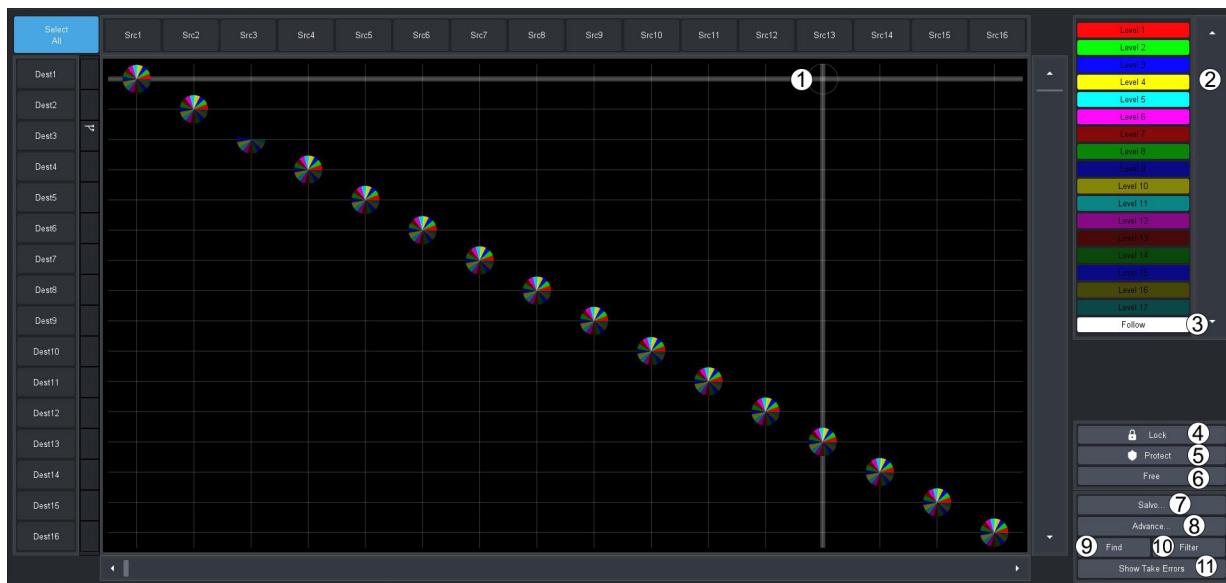 Select All
Src1 Src2 Src3 Src4 Src5 Src6 Src7 Src8 Src9 Src10 Src11 Src12 Src13 Src14 Src15 Src16
Dest1
Dest2
Dest3
Dest4
Dest5
Dest6
Dest7
Dest8
Dest9
Dest10
Dest11
Dest12
Dest13
Dest14
Dest15
Dest16
1
Level 1
Level 2
Level 3
Level 4 2
Level 5
Level 6
Level 7
Level 8
Level 9
Level 10
Level 11
Level 12
Level 13
Level 14
Level 15
Level 16
Level 17
Follow 3
Lock 4
Protect 5
Free 6
Salvo... 7
Advance... 8
9 Find 10 Filter
Show Take Errors 11